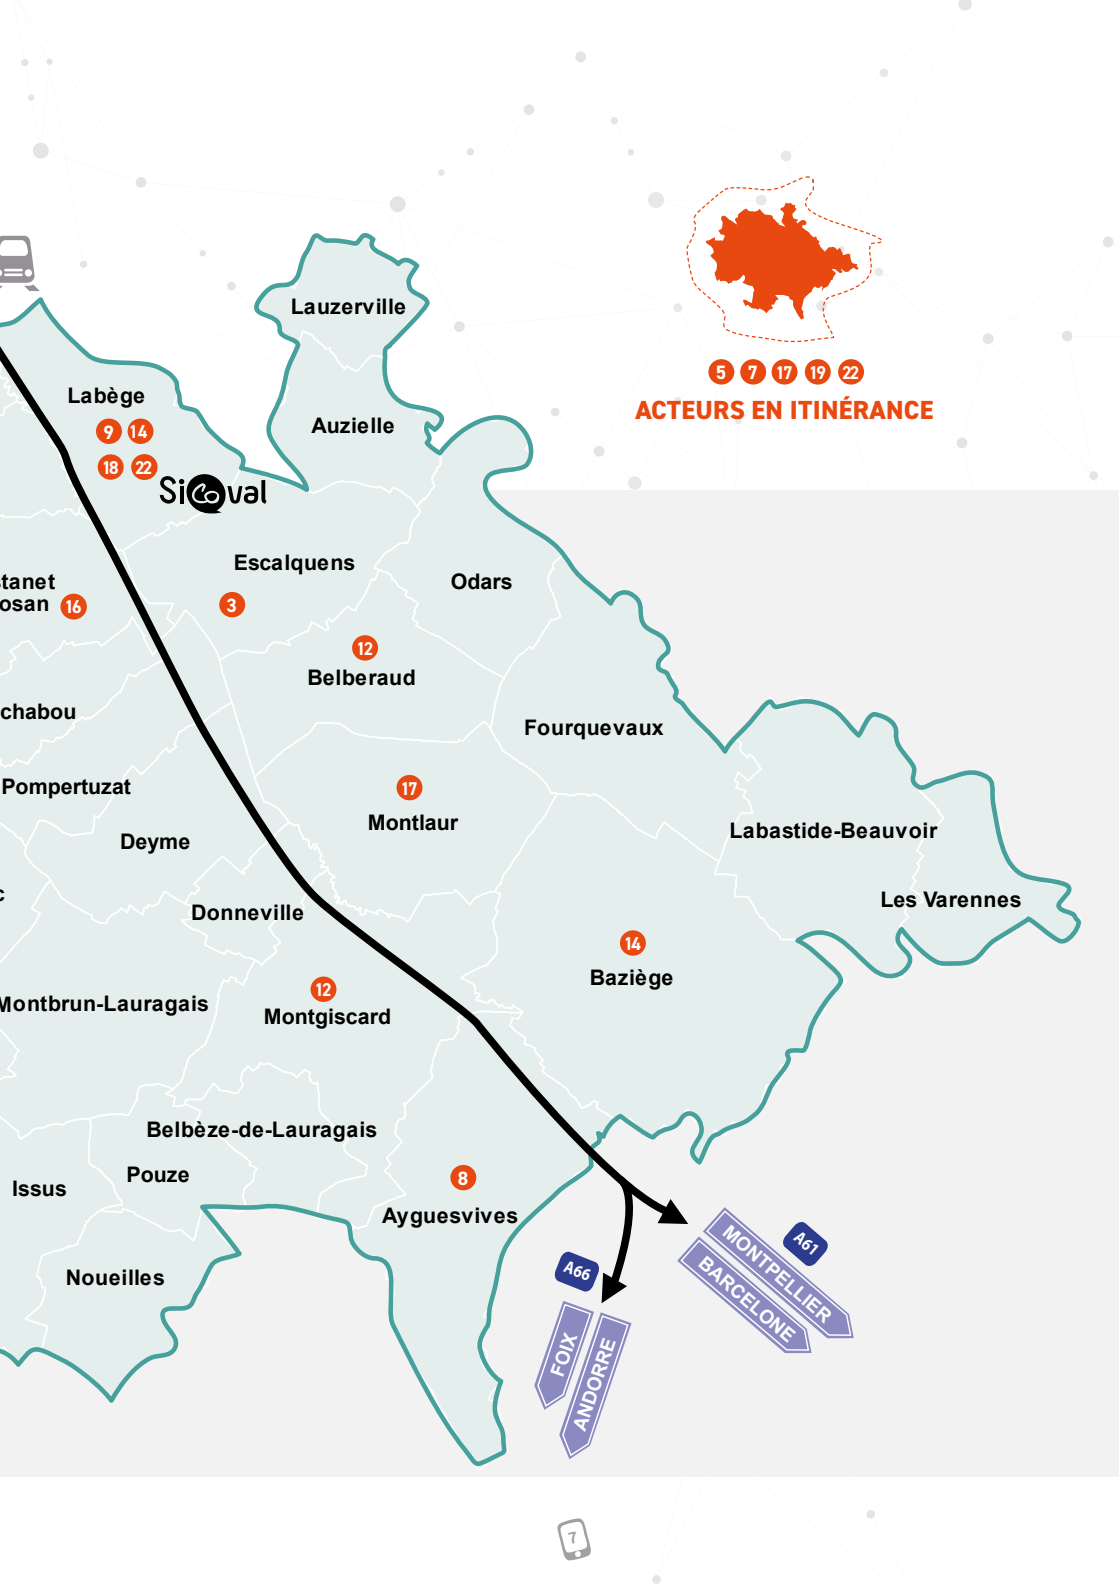 Lauzerville
5 7 17 19 22
ACTEURS EN ITINÉRANCE
Labège
9 14
18 22
Auzielle
SiCoval
Escalquens
3
Odars
tanet
osan 16
12
Belberaud
chabou
Fourquevaux
Pompertuzat
17
Montlaur
Deyme
Labastide-Beauvoir
c
Les Varennes
Donneville
14
Baziège
12
Montgiscard
Montbrun-Lauragais
Belbèze-de-Lauragais
Pouze
Issus
8
Ayguesvives
Noueilles
A61
MONTPELLIER
BARCELONE
A66
FOIX
ANDORRE
7